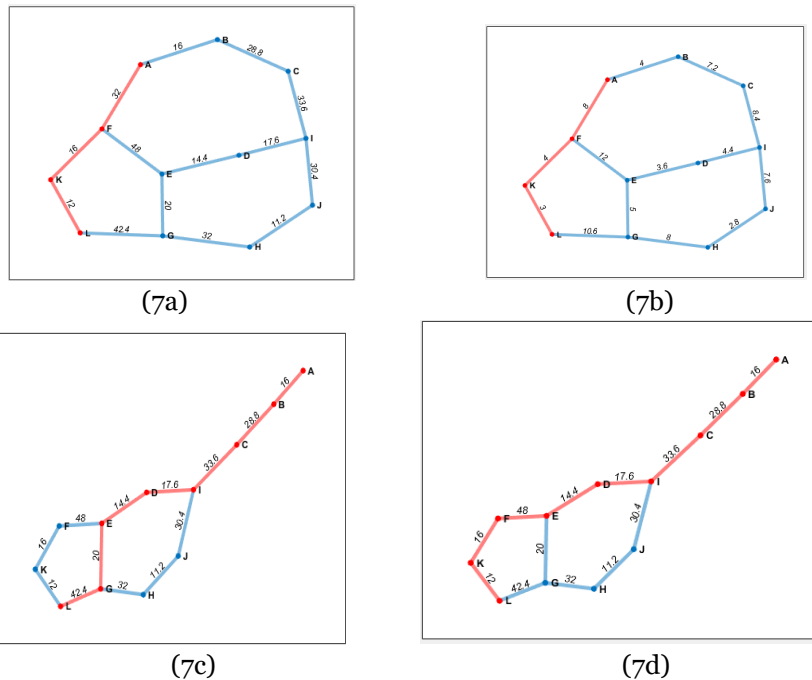 B
16
28.8
A
C
32
33.6
F
I
16
48
D
17.6
14.4
E
30.4
K
12
20
J
L
42.4
G
32
11.2
H
(7a)
B
4
7.2
A
C
8
8.4
F
I
4
12
D
4.4
3.6
E
7.6
K
3
5
J
L
10.6
G
8
2.8
H
(7b)
A
16
B
28.8
C
33.6
17.6
D
I
14.4
48
F
E
16
20
30.4
K
J
12
42.4
G
32
11.2
H
L
(7c)
A
16
B
28.8
C
33.6
17.6
D
I
14.4
48
F
E
16
20
30.4
K
J
12
42.4
G
32
11.2
H
L
(7d)